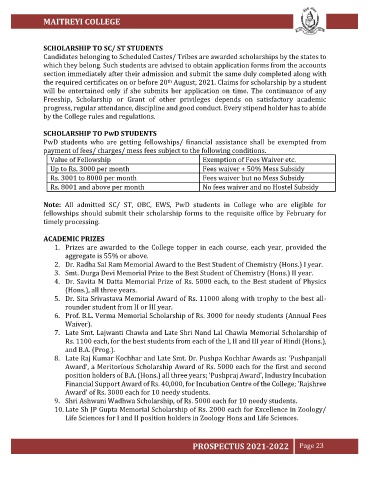 MAITREYI COLLEGE
SCHOLARSHIP TO SC/ ST STUDENTS
Candidates belonging to Scheduled Castes/ Tribes are awarded scholarships by the states to
which they belong. Such students are advised to obtain application forms from the accounts
section immediately after their admission and submit the same duly completed along with
the required certificates on or before 20th August, 2021. Claims for scholarship by a student
will be entertained only if she submits her application on time. The continuance of any
Freeship, Scholarship or Grant of other privileges depends on satisfactory academic
progress, regular attendance, discipline and good conduct. Every stipend holder has to abide
by the College rules and regulations.
SCHOLARSHIP TO PwD STUDENTS
PwD students who are getting fellowships/ financial assistance shall be exempted from
payment of fees/ charges/ mess fees subject to the following conditions.
Value of Fellowship Exemption of Fees Waiver etc.
Up to Rs. 3000 per month Fees waiver + 50% Mess Subsidy
Rs. 3001 to 8000 per month Fees waiver but no Mess Subsidy
Rs. 8001 and above per month No fees waiver and no Hostel Subsidy
Note: All admitted SC/ ST, OBC, EWS, PwD students in College who are eligible for
fellowships should submit their scholarship forms to the requisite office by February for
timely processing.
ACADEMIC PRIZES
1. Prizes are awarded to the College topper in each course, each year, provided the
aggregate is 55% or above.
2. Dr. Radha Sai Ram Memorial Award to the Best Student of Chemistry (Hons.) I year.
3. Smt. Durga Devi Memorial Prize to the Best Student of Chemistry (Hons.) II year.
4. Dr. Savita M Datta Memorial Prize of Rs. 5000 each, to the Best student of Physics
(Hons.), all three years.
5. Dr. Sita Srivastava Memorial Award of Rs. 11000 along with trophy to the best all-
rounder student from II or III year.
6. Prof. B.L. Verma Memorial Scholarship of Rs. 3000 for needy students (Annual Fees
Waiver).
7. Late Smt. Lajwanti Chawla and Late Shri Nand Lal Chawla Memorial Scholarship of
Rs. 1100 each, for the best students from each of the I, II and III year of Hindi (Hons.),
and B.A. (Prog.).
8. Late Raj Kumar Kochhar and Late Smt. Dr. Pushpa Kochhar Awards as: 'Pushpanjali
Award', a Meritorious Scholarship Award of Rs. 5000 each for the first and second
position holders of B.A. (Hons.) all three years; 'Pushpraj Award', Industry Incubation
Financial Support Award of Rs. 40,000, for Incubation Centre of the College; 'Rajshree
Award' of Rs. 3000 each for 10 needy students.
9. Shri Ashwani Wadhwa Scholarship, of Rs. 5000 each for 10 needy students.
10. Late Sh JP Gupta Memorial Scholarship of Rs. 2000 each for Excellence in Zoology/
Life Sciences for I and II position holders in Zoology Hons and Life Sciences.
PROSPECTUS 2021-2022 Page 23